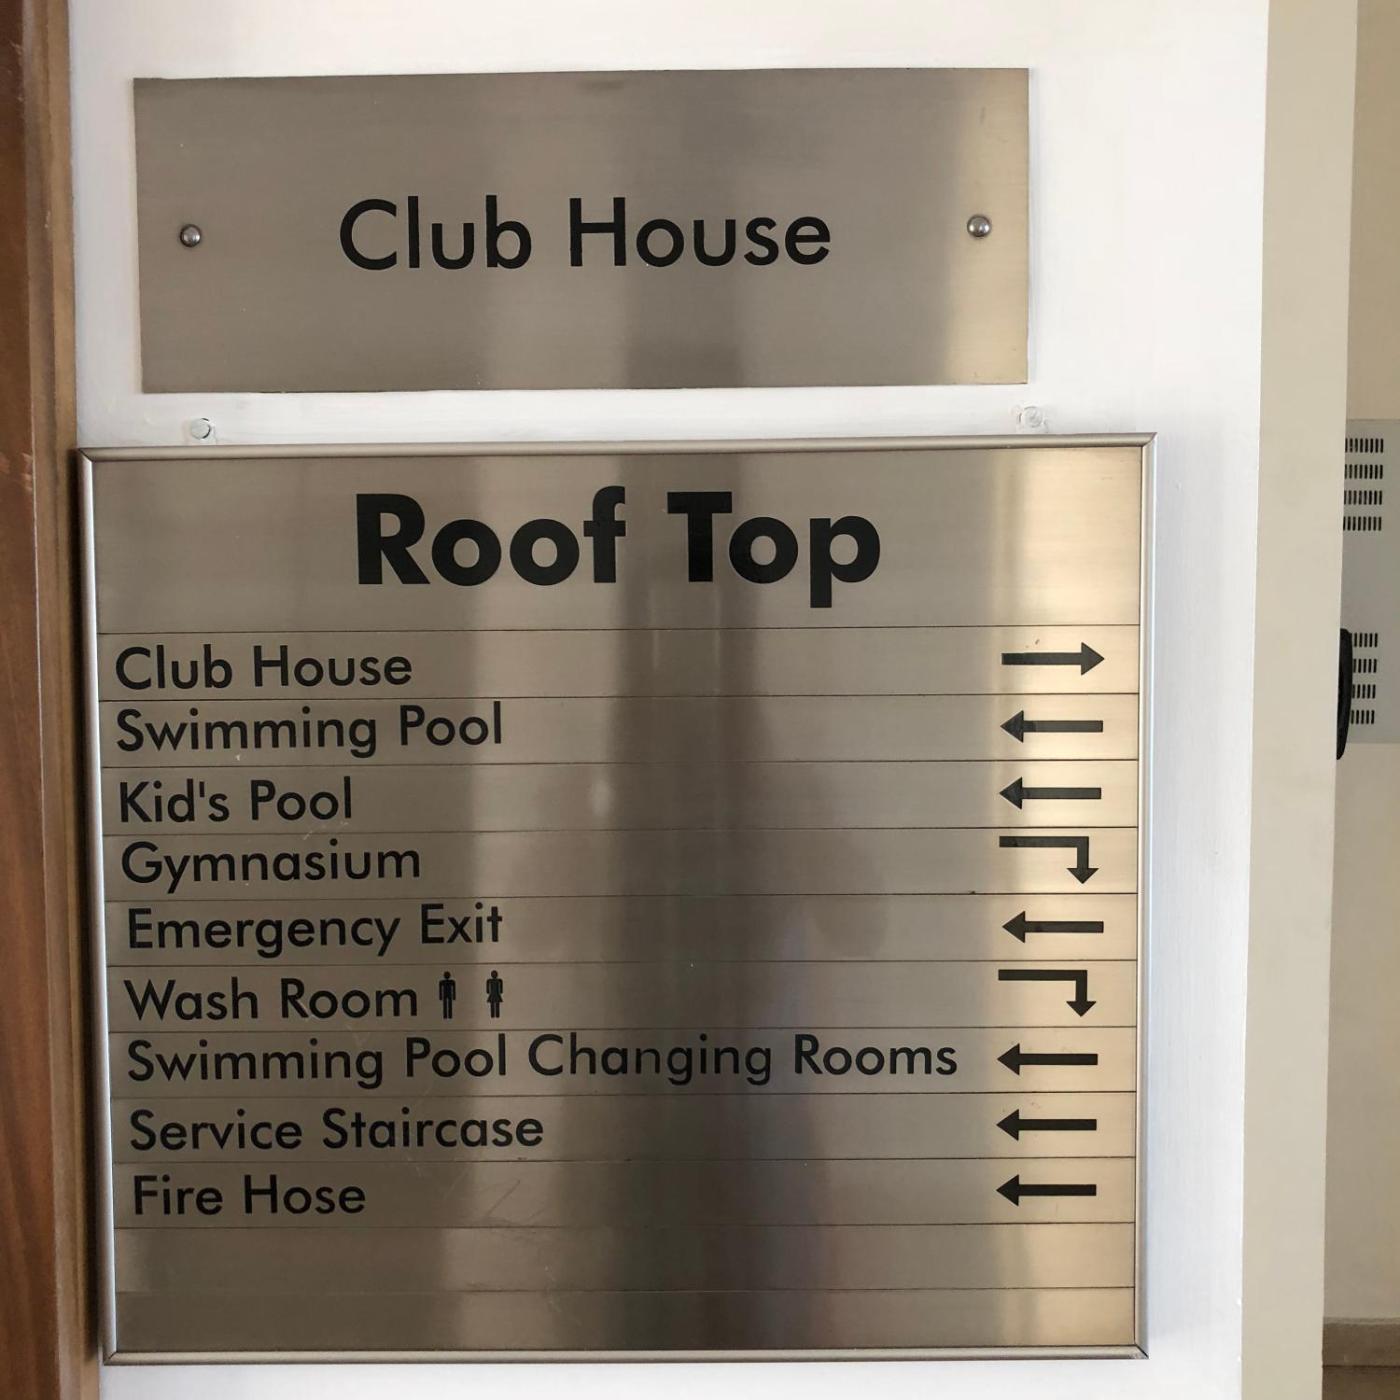 Club House
Roof Top
Club House
Swimming Pool
Kid's Pool
Gymnasium
Emergency Exit
Wash Room
Swimming Pool Changing Rooms
Service Staircase
Fire Hose